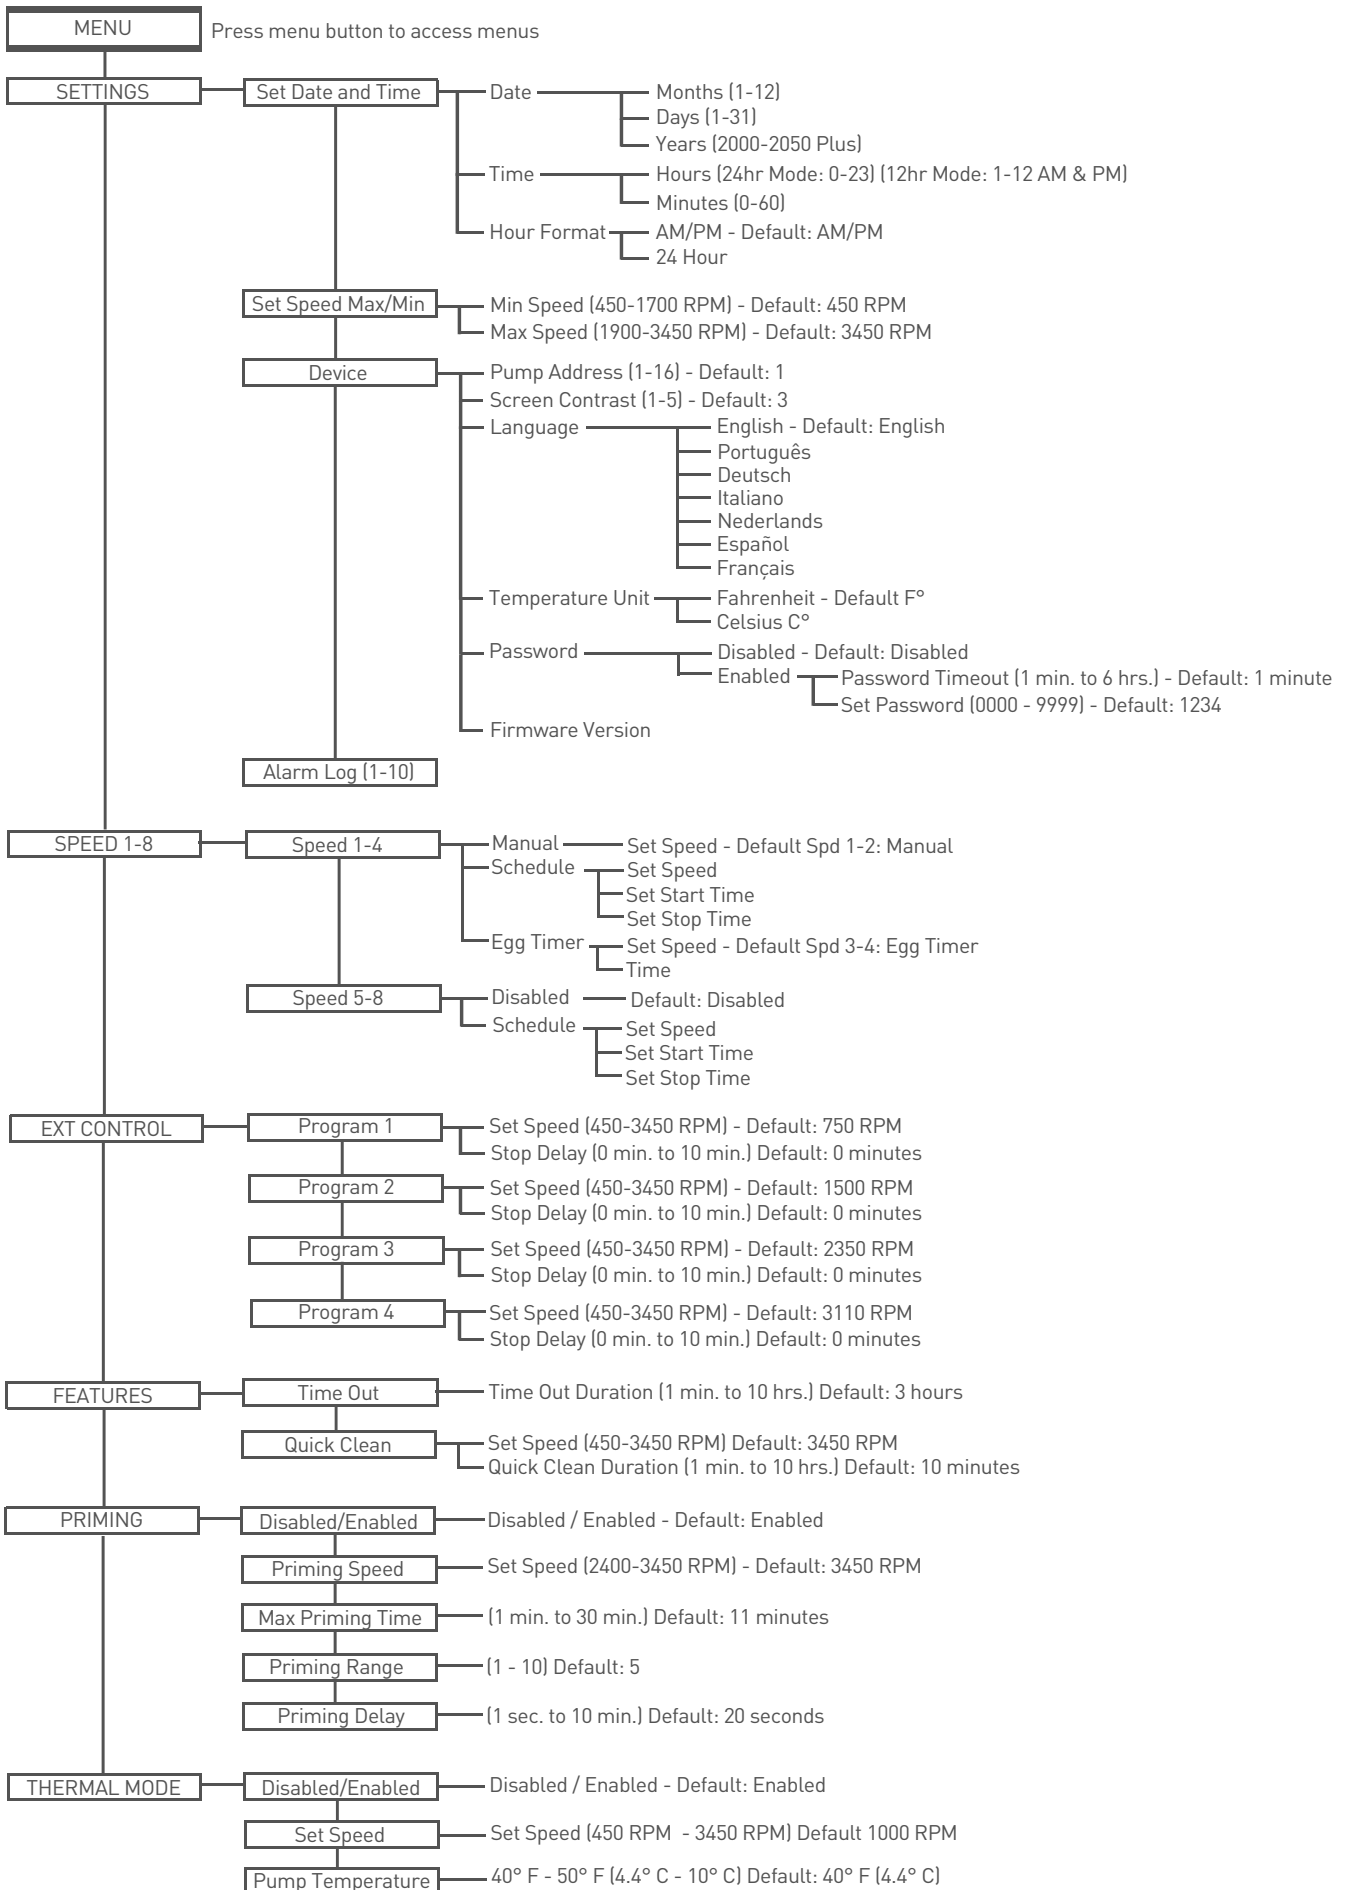 MENU Press menu button to access menus
SETTINGS Set Date and Time Date Months (1-12)
Days (1-31)
Years (2000-2050 Plus)
Time Hours (24hr Mode: 0-23) (12hr Mode: 1-12 AM & PM)
Minutes (0-60)
Hour Format AM/PM - Default: AM/PM
24 Hour
Set Speed Max/Min Min Speed (450-1700 RPM) - Default: 450 RPM
Max Speed (1900-3450 RPM) - Default: 3450 RPM
Device Pump Address (1-16) - Default: 1
Screen Contrast (1-5) - Default: 3
Language English - Default: English
Português
Deutsch
Italiano
Nederlands
Español
Français
Temperature Unit Fahrenheit - Default F°
Celsius C°
Password Disabled - Default: Disabled
Enabled Password Timeout (1 min. to 6 hrs.) - Default: 1 minute
Set Password (0000 - 9999) - Default: 1234
Firmware Version
Alarm Log (1-10)
SPEED 1-8 Speed 1-4 Manual Set Speed - Default Spd 1-2: Manual
Schedule Set Speed
Set Start Time
Set Stop Time
Egg Timer Set Speed - Default Spd 3-4: Egg Timer
Time
Speed 5-8 Disabled Default: Disabled
Schedule Set Speed
Set Start Time
Set Stop Time
EXT CONTROL Program 1 Set Speed (450-3450 RPM) - Default: 750 RPM
Stop Delay (0 min. to 10 min.) Default: 0 minutes
Program 2 Set Speed (450-3450 RPM) - Default: 1500 RPM
Stop Delay (0 min. to 10 min.) Default: 0 minutes
Program 3 Set Speed (450-3450 RPM) - Default: 2350 RPM
Stop Delay (0 min. to 10 min.) Default: 0 minutes
Program 4 Set Speed (450-3450 RPM) - Default: 3110 RPM
Stop Delay (0 min. to 10 min.) Default: 0 minutes
FEATURES Time Out Time Out Duration (1 min. to 10 hrs.) Default: 3 hours
Quick Clean Set Speed (450-3450 RPM) Default: 3450 RPM
Quick Clean Duration (1 min. to 10 hrs.) Default: 10 minutes
PRIMING Disabled/Enabled Disabled / Enabled - Default: Enabled
Priming Speed Set Speed (2400-3450 RPM) - Default: 3450 RPM
Max Priming Time (1 min. to 30 min.) Default: 11 minutes
Priming Range (1 - 10) Default: 5
Priming Delay (1 sec. to 10 min.) Default: 20 seconds
THERMAL MODE Disabled/Enabled Disabled / Enabled - Default: Enabled
Set Speed Set Speed (450 RPM - 3450 RPM) Default 1000 RPM
Pump Temperature 40° F - 50° F (4.4° C - 10° C) Default: 40° F (4.4° C)